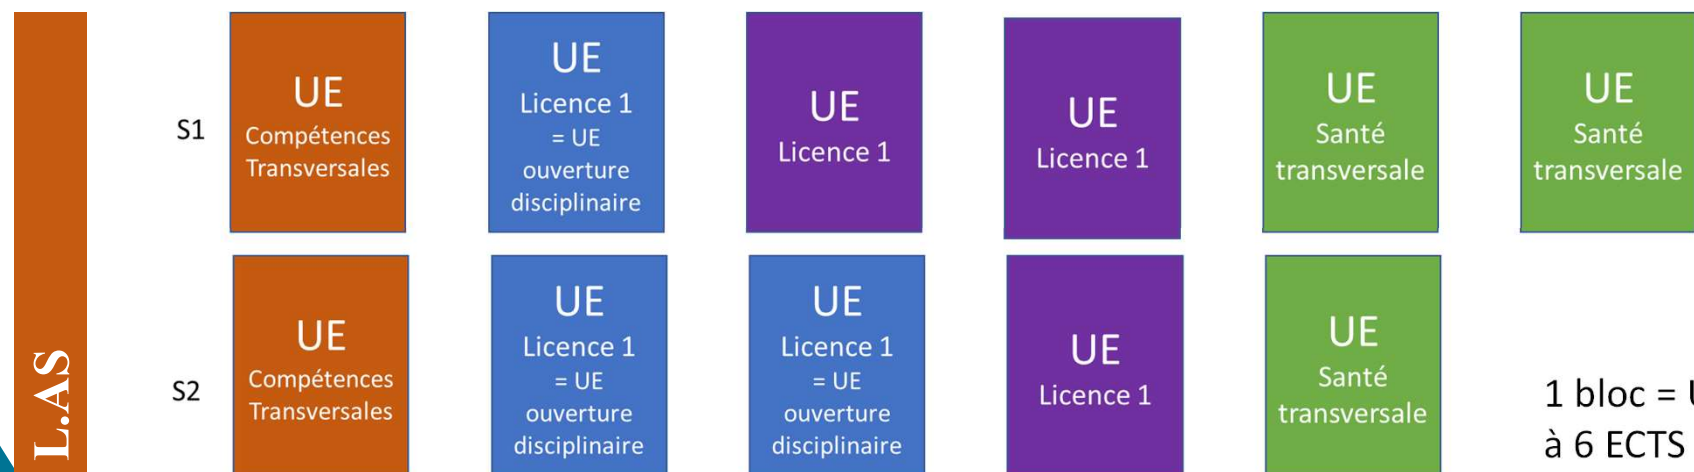 L.AS
S1
UE
Compétences
Transversales
UE
Licence 1
= UE
ouverture
disciplinaire
UE
Licence 1
UE
Licence 1
UE
Santé
transversale
UE
Santé
transversale
S2
UE
Compétences
Transversales
UE
Licence 1
= UE
ouverture
disciplinaire
UE
Licence 1
= UE
ouverture
disciplinaire
UE
Licence 1
UE
Santé
transversale
1 bloc =
à 6 ECTS